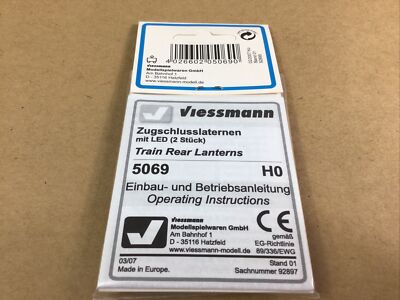 4 026602 050690
Viessmann
Modellspielwaren GmbH
Am Bahnhof 1
D - 35116 Hatzfeld
www.viessmann-modell.de
Stand 01
92899
Viessmann
Zugschlusslaternen
mit LED (2 Stück)
Train Rear Lanterns
5069 H0
Einbau- und Betriebsanleitung
Operating Instructions
Viessmann
Modellspielwaren GmbH
Am Bahnhof 1
D - 35116 Hatzfeld
www.viessmann-modell.de
CE
gemäß
EG-Richtlinie
89/336/EWG
03/07
Made in Europe.
Stand 01
Sachnummer 92897